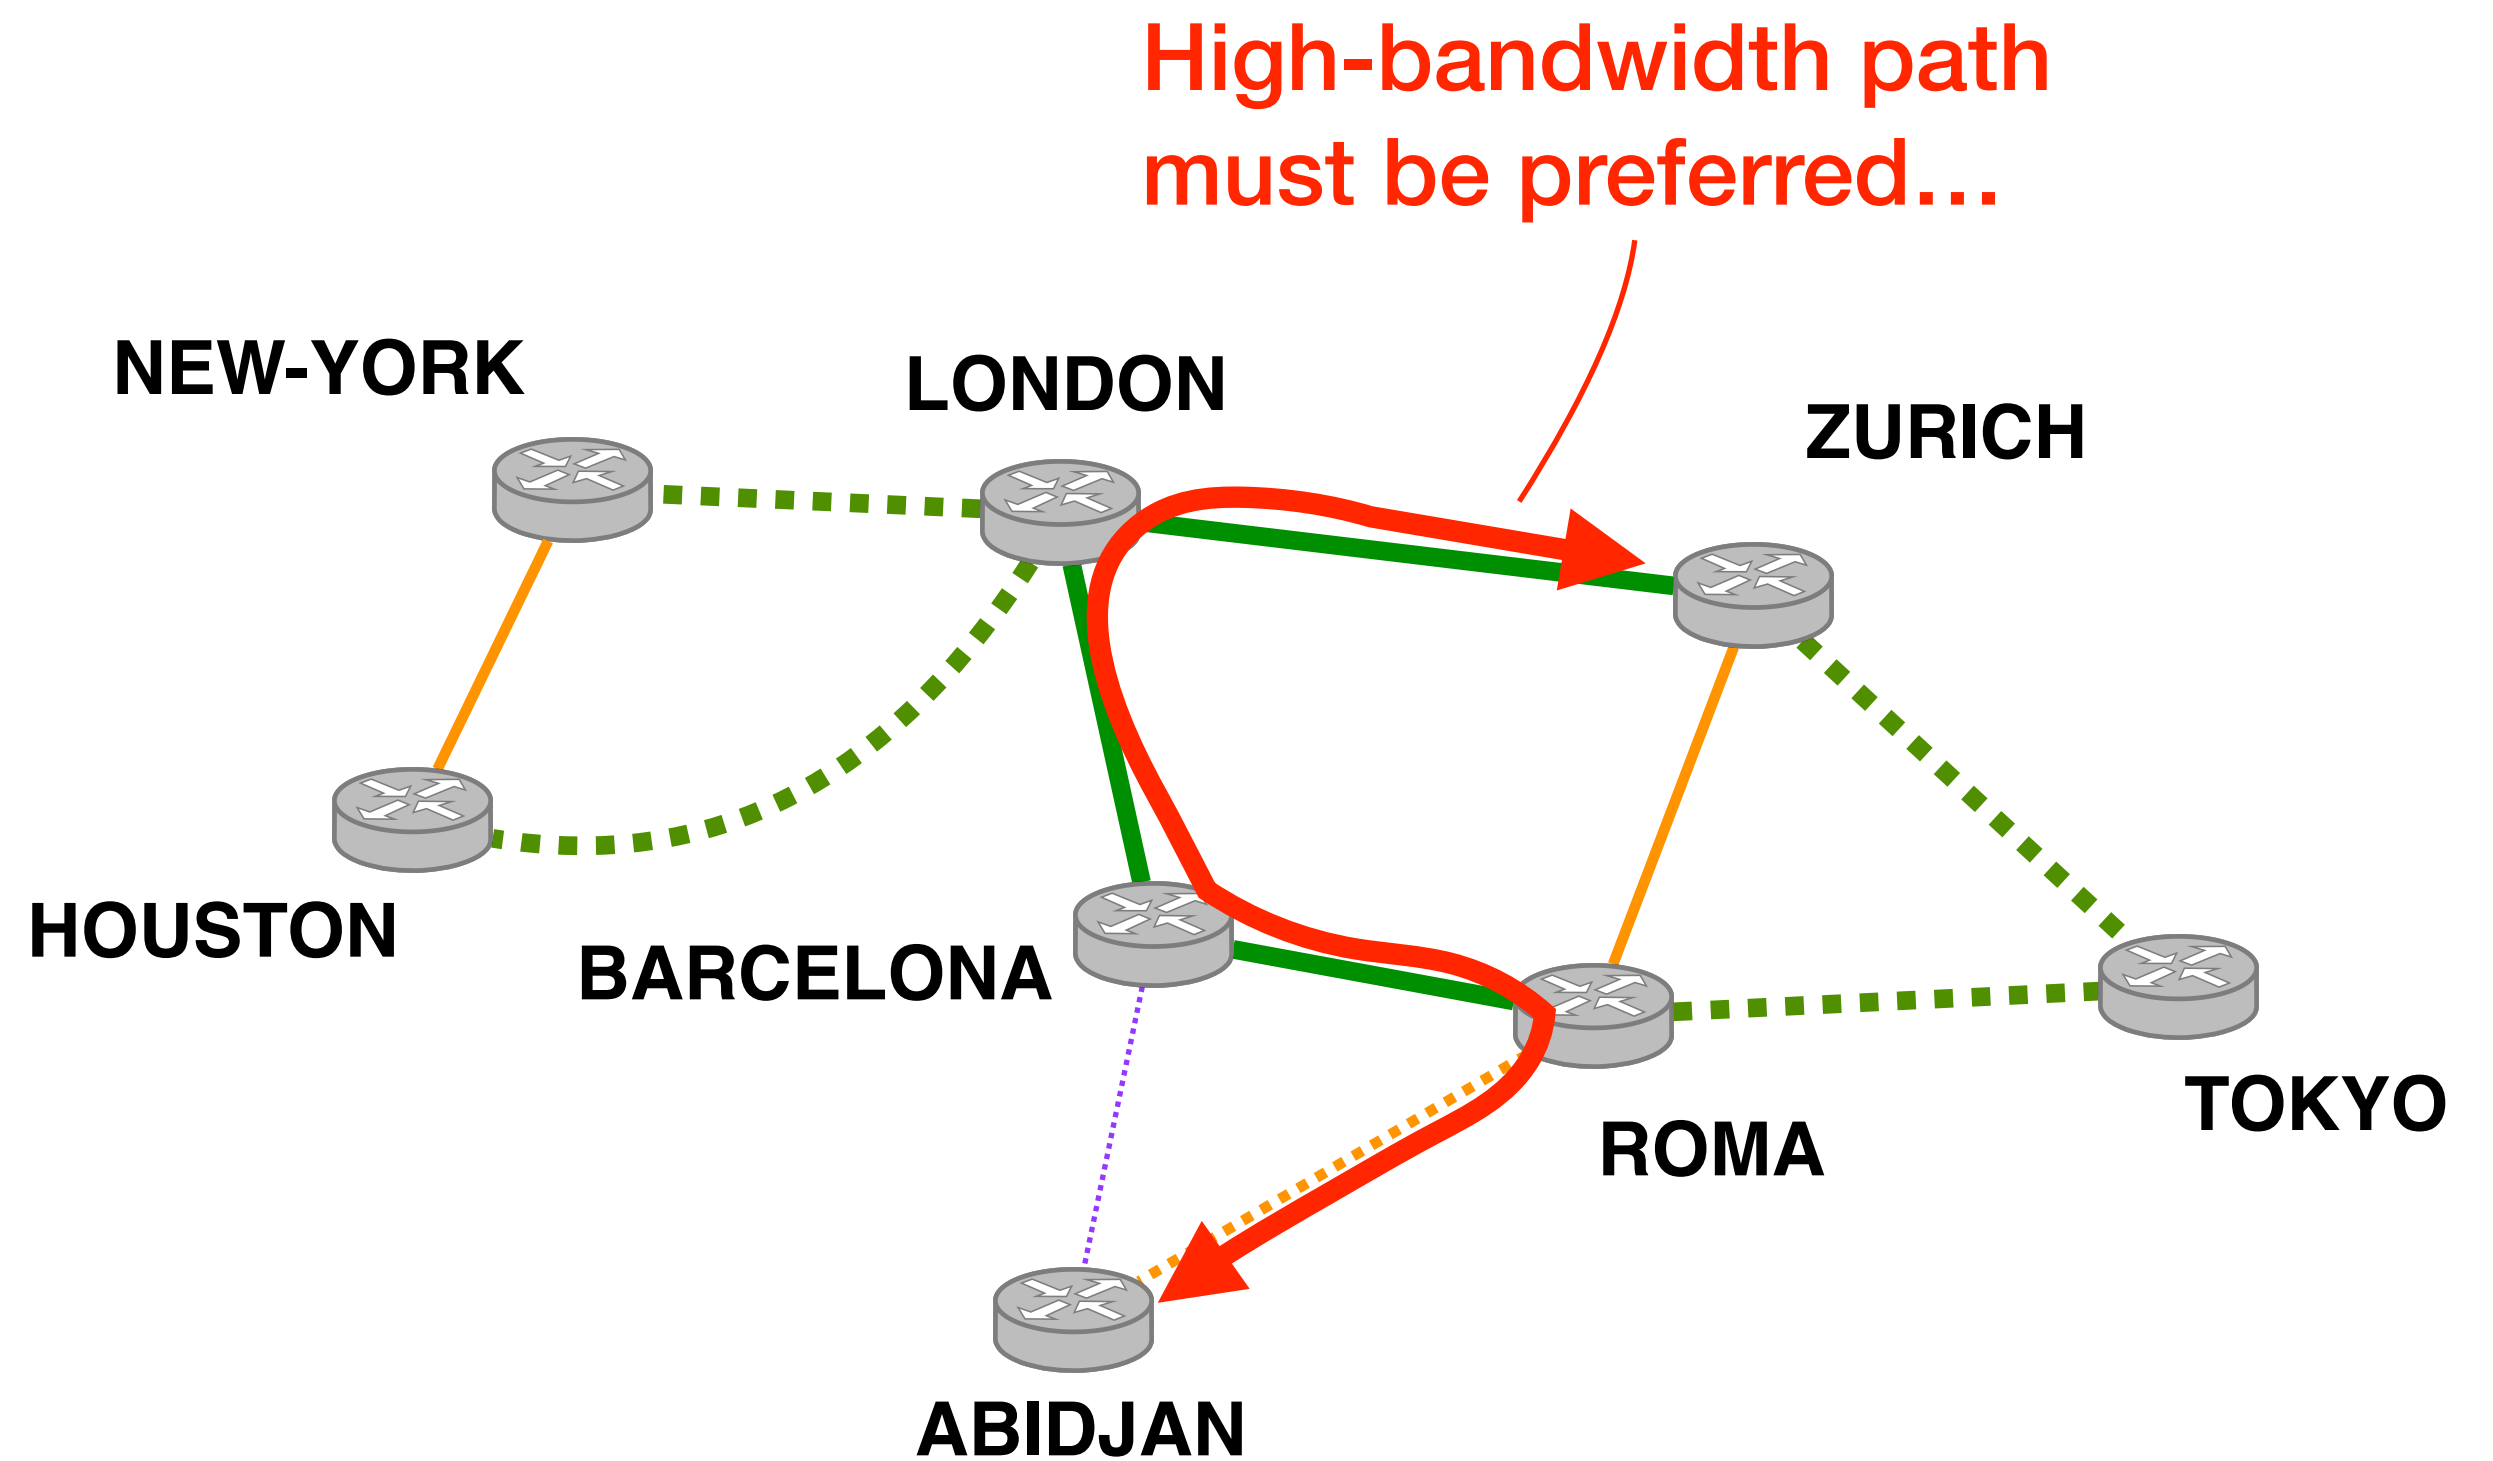 High-bandwidth path
must be preferred...
NEW-YORK
LONDON
ZURICH
HOUSTON
BARCELONA
TOKYO
ROMA
ABIDJAN